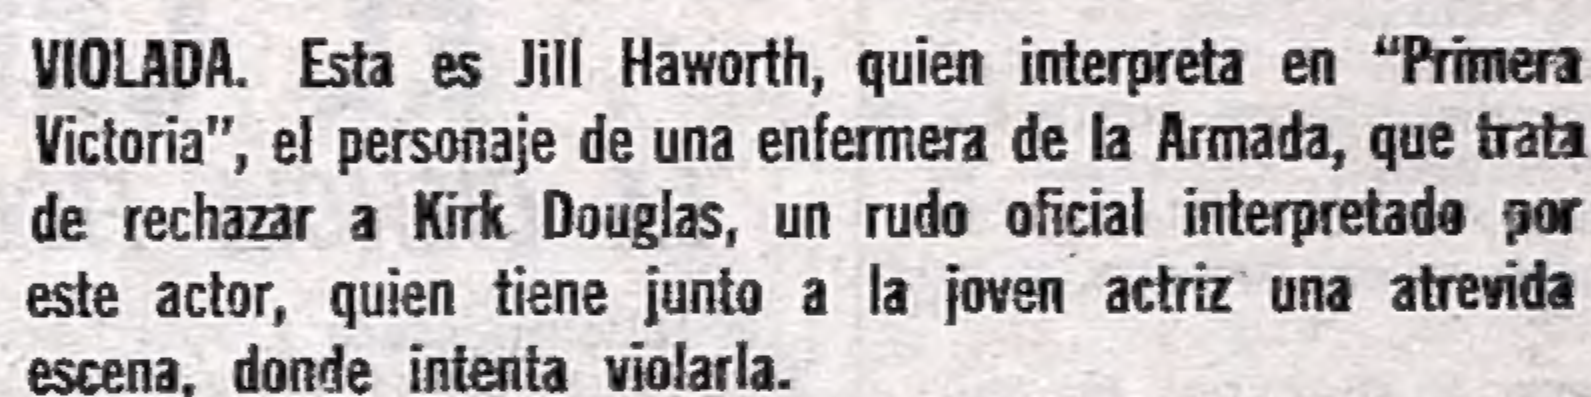 VIOLADA. Esta es Jill Haworth, quien interpreta en "Primera
Victoria", el personaje de una enfermera de la Armada, que trata
de rechazar a Kirk Douglas, un rudo oficial interpretado por
este actor, quien tiene junto a la joven actriz una atrevida
escena, donde intenta violarla.